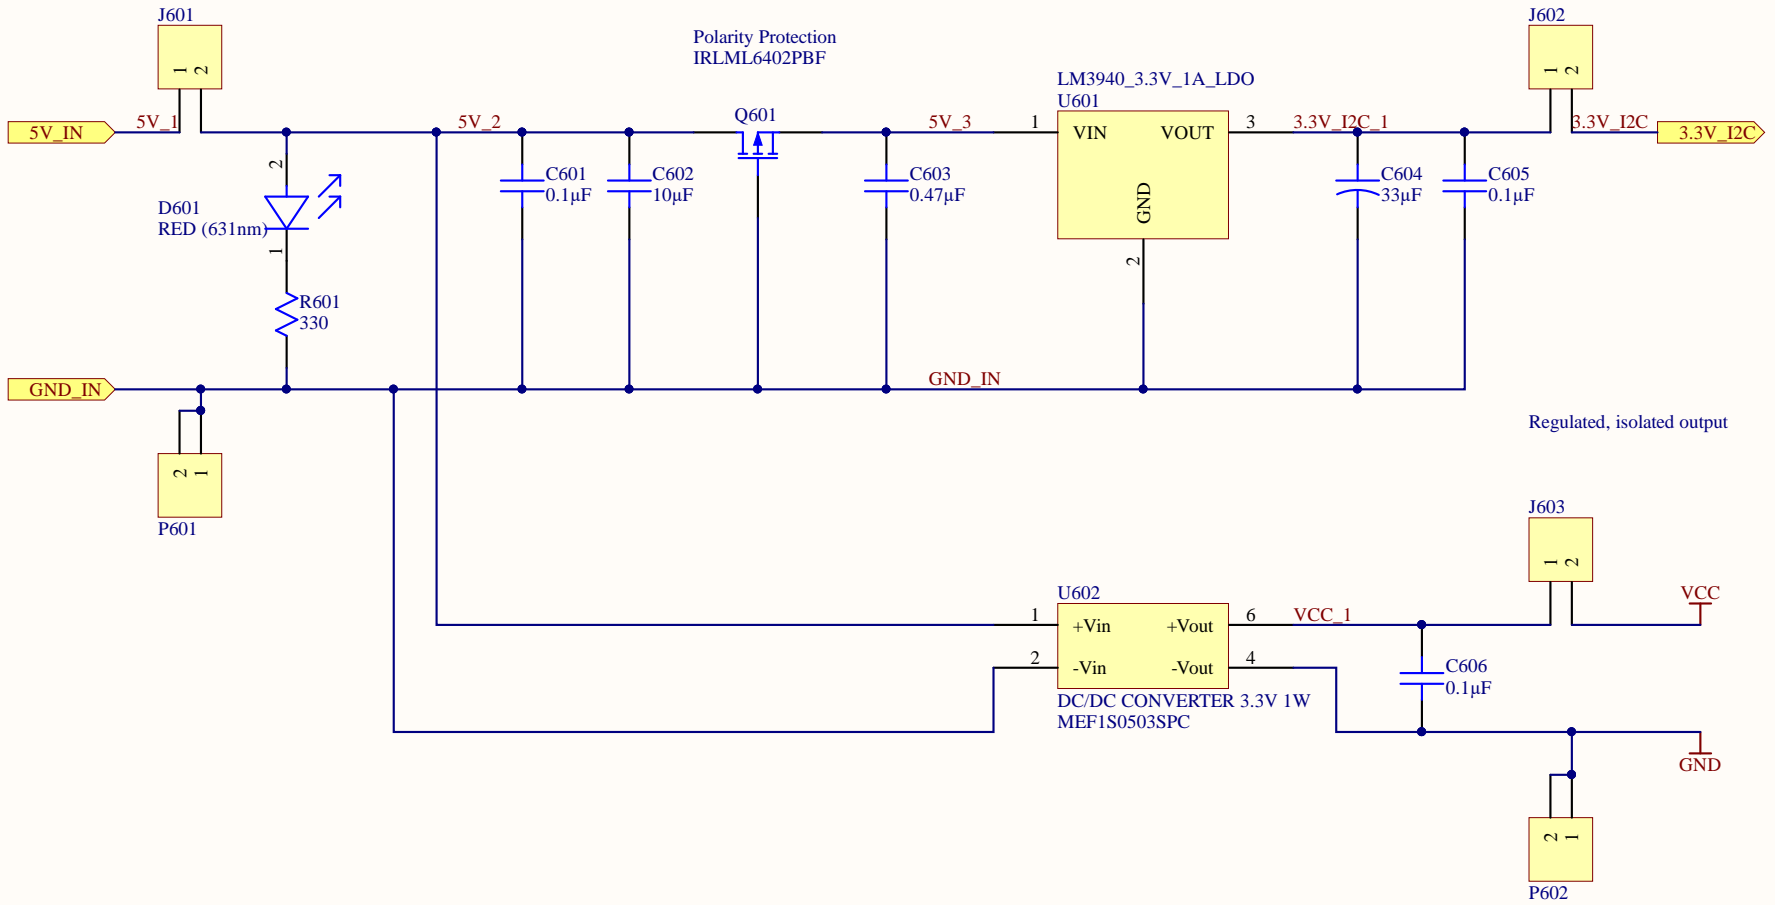 J601
1
2
5V_IN
5V_1
5V_2
Polarity Protection
IRLML6402PBF
Q601
5V_3
LM3940_3.3V_1A_LDO
U601
1
VIN
VOUT
3
GND
2
3.3V_I2C_1
J602
1
2
3.3V_I2C
3.3V_I2C
2
D601
RED (631nm)
1
R601
330
C601
0.1µF
C602
10µF
C603
0.47µF
C604
33µF
C605
0.1µF
GND_IN
GND_IN
2
1
P601
Regulated, isolated output
U602
1
+Vin
+Vout
6
2
-Vin
-Vout
4
DC/DC CONVERTER 3.3V 1W
MEF1S0503SPC
VCC_1
J603
1
2
VCC
C606
0.1µF
GND
2
1
P602